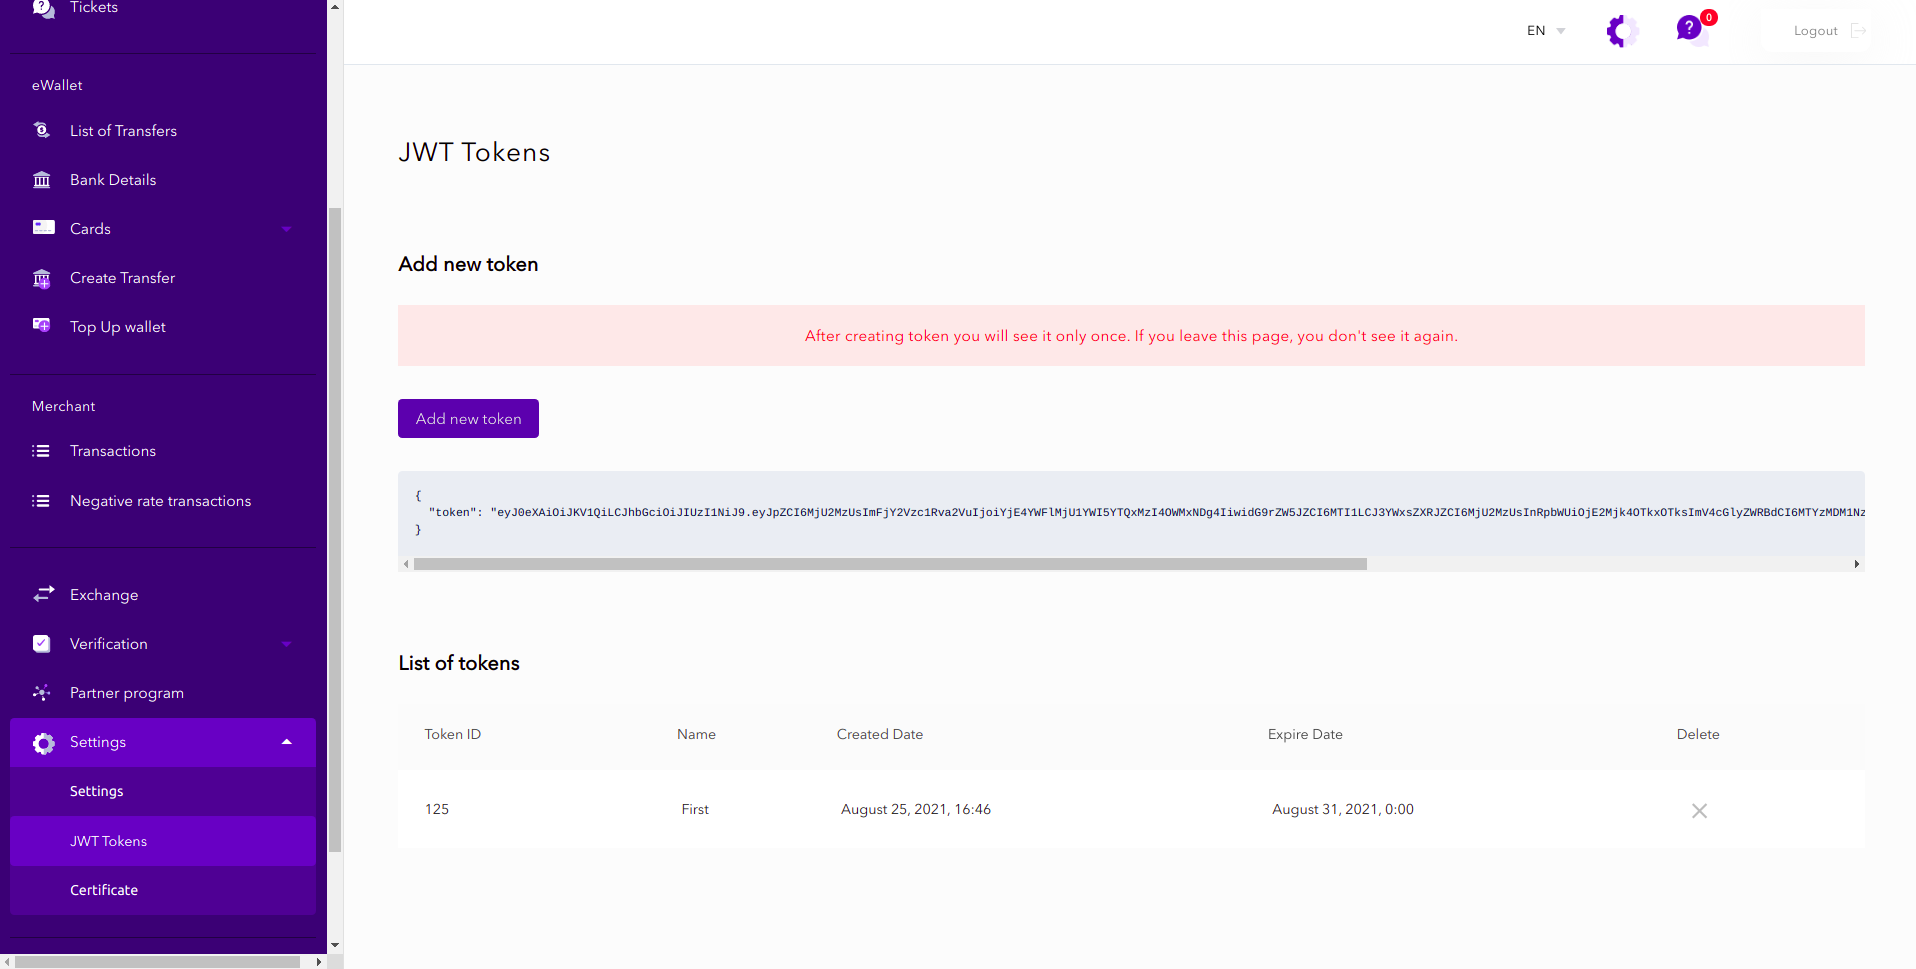 Tickets
eWallet
List of Transfers
Bank Details
Cards
Create Transfer
Top Up wallet
Merchant
Transactions
Negative rate transactions
Exchange
Verification
Partner program
Settings
Settings
JWT Tokens
Certificate
EN
0
Logout
JWT Tokens
Add new token
After creating token you will see it only once. If you leave this page, you don't see it again.
Add new token
{
"token": "eyJ0eXAiOiJKV1QiLCJhbGciOiJIUzI1NiJ9.eyJpZCI6MjU2MzUsImFjY2Vzc1Rva2VuIjoiYjE4YWFlMjU1YWI5YTQxMzI4OWMxNDg4IiwidG9rZW5JZCI6MTI1LCJ3YWxsZXRJZCI6MjU2MzUsInRpbWUiOjE2Mjk4OTkxOTksImV4cGlyZWRBdCI6MTYzMDM1Nz
}
List of tokens
Token ID Name Created Date Expire Date Delete
125 First August 25, 2021, 16:46 August 31, 2021, 0:00